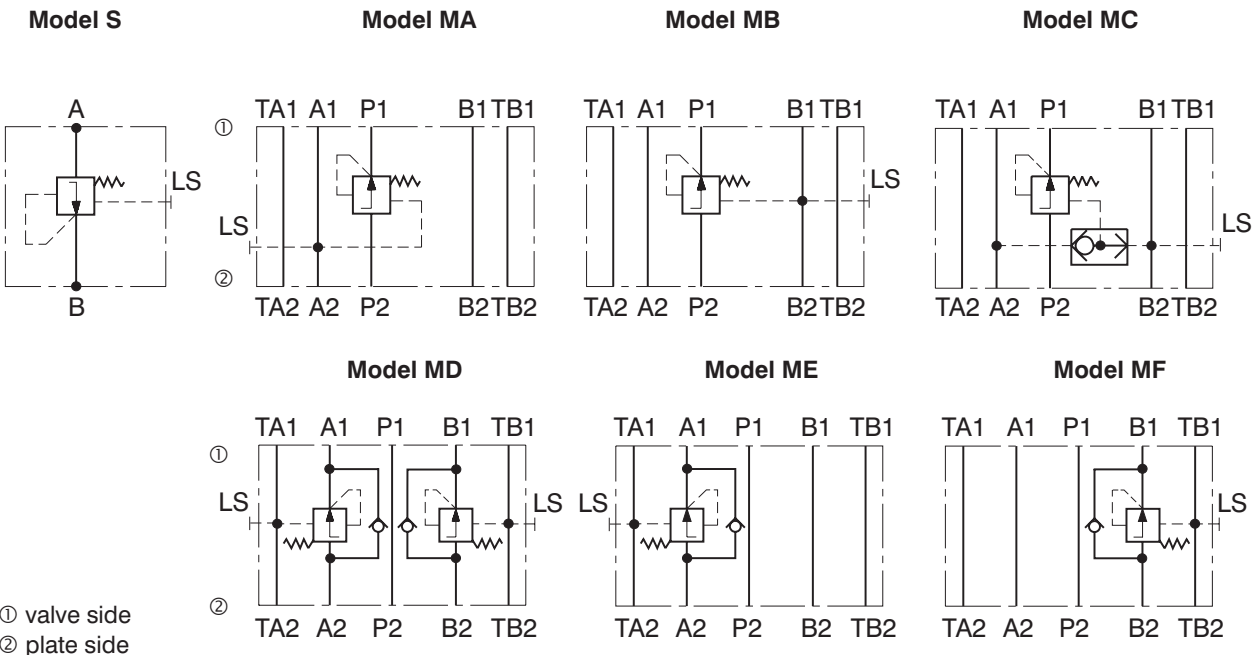 Model S Model MA Model MB Model MC
A TA1 A1 P1 B1 TB1 TA1 A1 P1 B1 TB1 TA1 A1 P1 B1 TB1
①
LS LS
LS LS
②
B TA2 A2 P2 B2 TB2 TA2 A2 P2 B2 TB2 TA2 A2 P2 B2 TB2
Model MD Model ME Model MF
TA1 A1 P1 B1 TB1 TA1 A1 P1 B1 TB1 TA1 A1 P1 B1 TB1
①
LS LS LS LS
②
① valve side
TA2 A2 P2 B2 TB2 TA2 A2 P2 B2 TB2 TA2 A2 P2 B2 TB2
② plate side